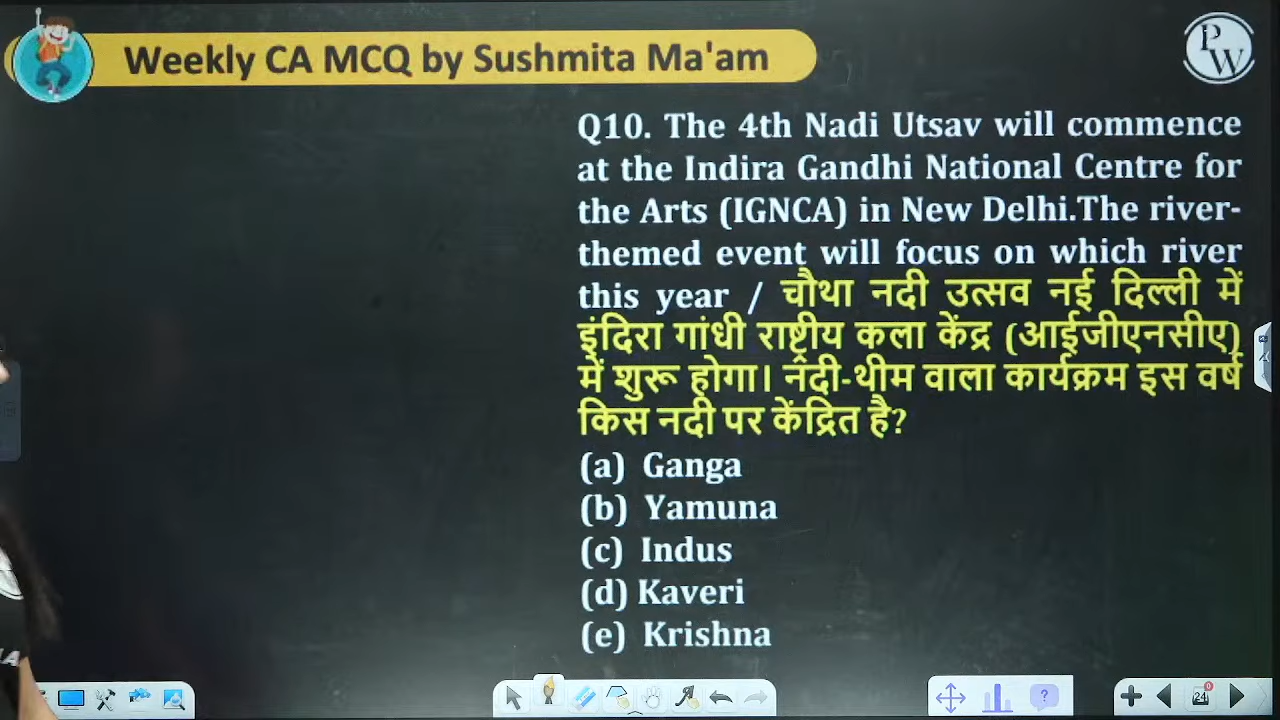 Weekly CA MCQ by Sushmita Ma'am
PW
Q10. The 4th Nadi Utsav will commence
at the Indira Gandhi National Centre for
the Arts (IGNCA) in New Delhi.The river-
themed event will focus on which river
this year / चौथा नदी उत्सव नई दिल्ली में
इंदिरा गांधी राष्ट्रीय कला केंद्र (आईजीएनसीए)
में शुरू होगा। नदी-थीम वाला कार्यक्रम इस वर्ष
किस नदी पर केंद्रित है?
(a) Ganga
(b) Yamuna
(c) Indus
(d) Kaveri
(e) Krishna
24